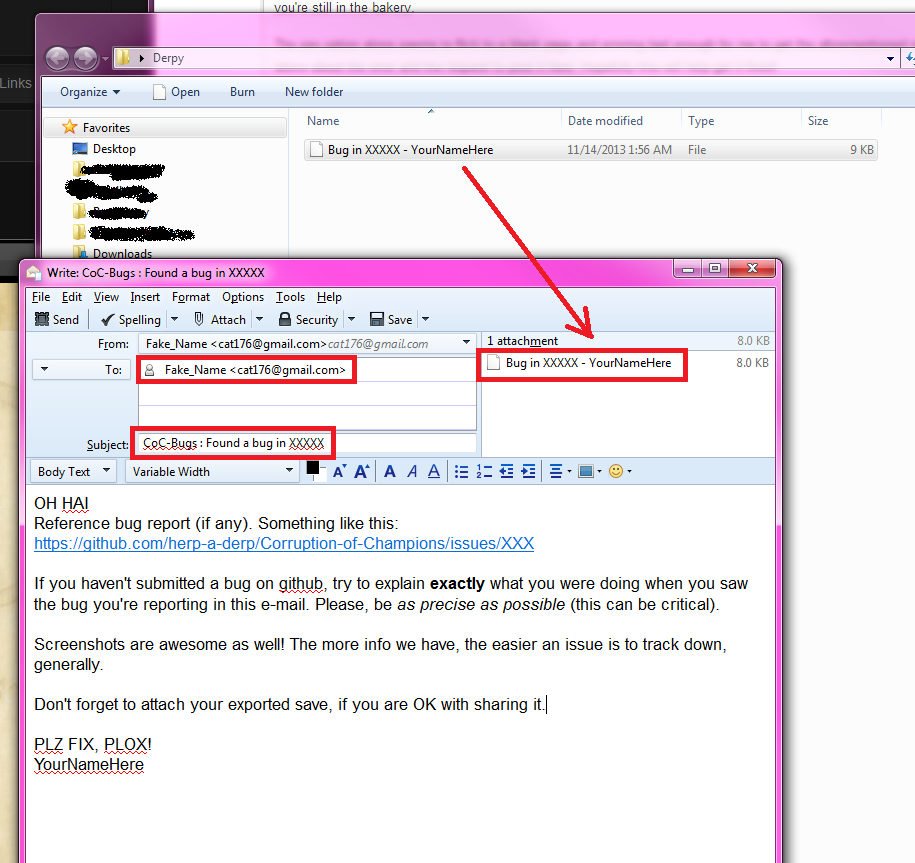 you're still in the bakery.
Links
Derpy
Organize Open Burn New folder
Favorites
Desktop
Downloads
Name Date modified Type Size
Bug in XXXXX - YourNameHere 11/14/2013 1:56 AM File 9 KB
Write: CoC-Bugs : Found a bug in XXXXX
File Edit View Insert Format Options Tools Help
Send Spelling Attach Security Save
From: Fake_Name <cat176@gmail.com> cat176@gmail.com
To: Fake_Name <cat176@gmail.com>
1 attachment 8.0 KB
Bug in XXXXX - YourNameHere 8.0 KB
Subject: CoC-Bugs : Found a bug in XXXXX
Body Text Variable Width
OH HAI
Reference bug report (if any). Something like this:
https://github.com/herp-a-derp/Corruption-of-Champions/issues/XXX
If you haven't submitted a bug on github, try to explain exactly what you were doing when you saw
the bug you're reporting in this e-mail. Please, be as precise as possible (this can be critical).
Screenshots are awesome as well! The more info we have, the easier an issue is to track down,
generally.
Don't forget to attach your exported save, if you are OK with sharing it.
PLZ FIX, PLOX!
YourNameHere